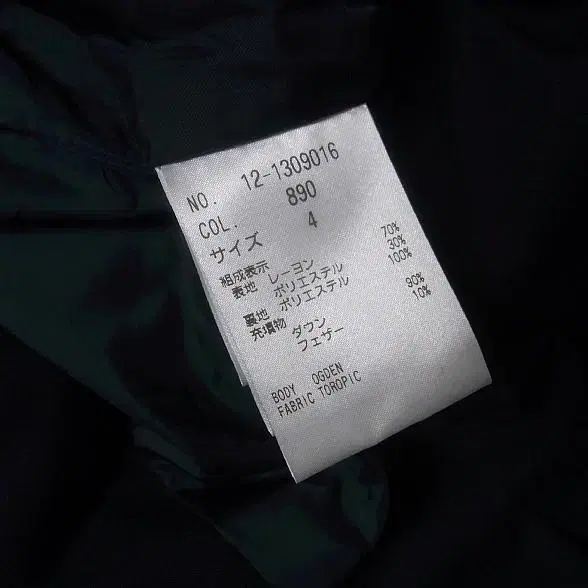 NO. 12-1309016
COL. 890
サイズ 4
組成表示
表地 レーヨン 70%
ポリエステル 30%
裏地 ポリエステル 100%
充填物 ダウン 90%
フェザー 10%
BODY OGDEN
FABRIC TOROPIC